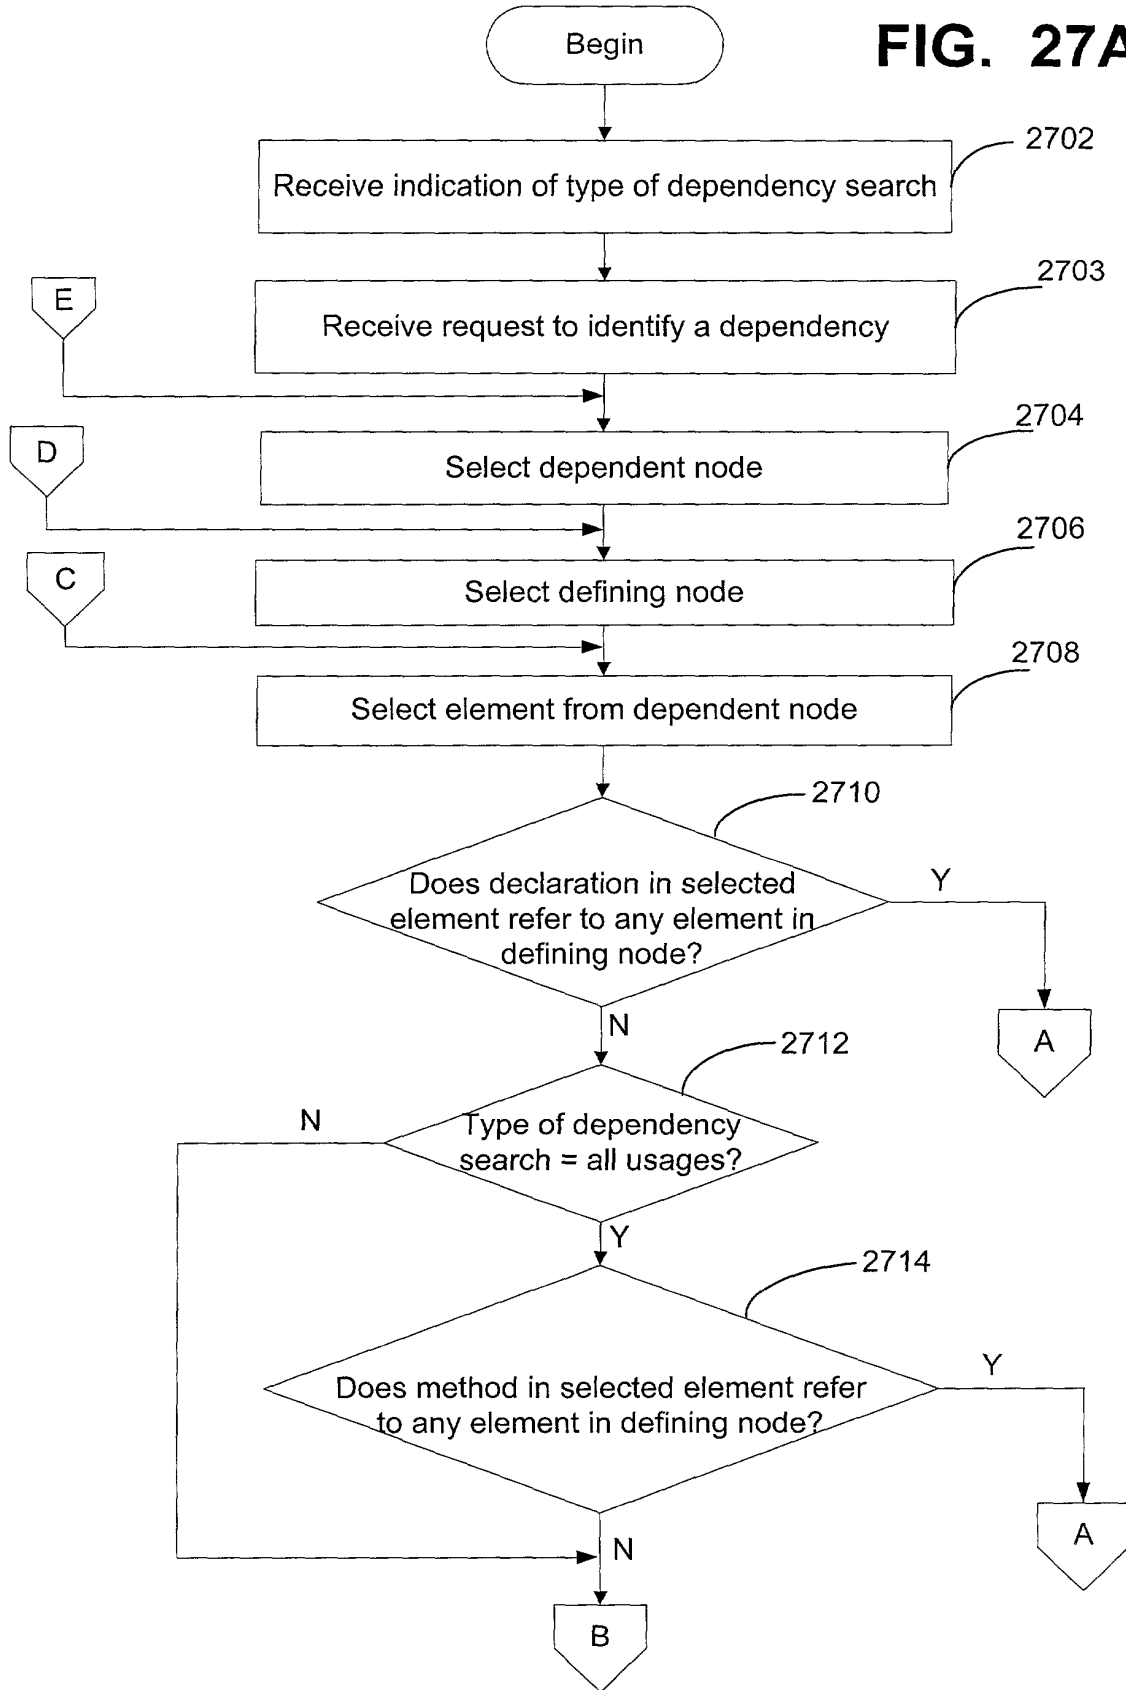 Begin
FIG. 27A
2702
Receive indication of type of dependency search
2703
E
Receive request to identify a dependency
2704
D
Select dependent node
2706
C
Select defining node
2708
Select element from dependent node
2710
Does declaration in selected
element refer to any element in
defining node?
Y
A
N
2712
N
Type of dependency
search = all usages?
Y
2714
Does method in selected element refer
to any element in defining node?
Y
A
N
B